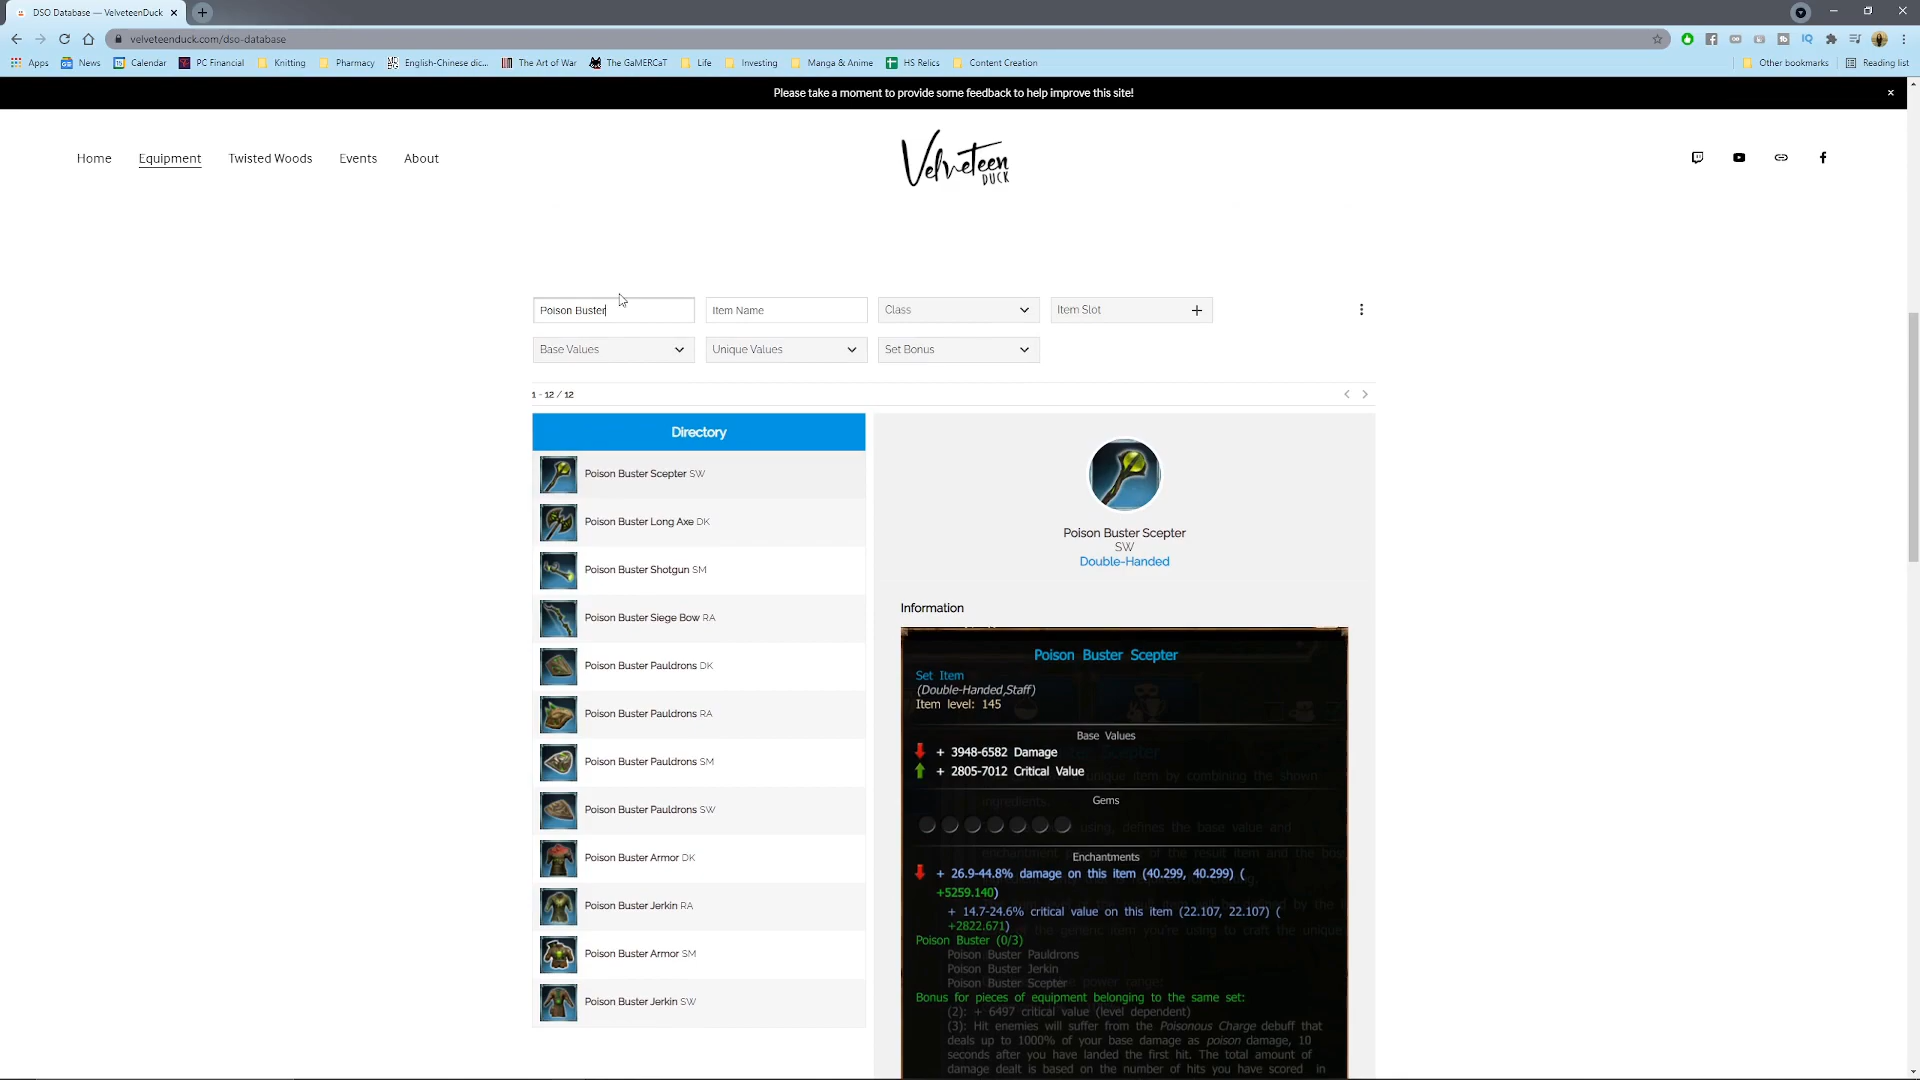 DSO Database — VelveteenDuck
velveteenduck.com/dso-database
Apps News Calendar PC Financial Knitting Pharmacy English-Chinese dic... The Art of War The GaMERCaT Life Investing Manga & Anime HS Relics Content Creation Other bookmarks Reading list
Please take a moment to provide some feedback to help improve this site!
Home Equipment Twisted Woods Events About
Velveteen
DUCK
Poison Buster Item Name Class Item Slot
Base Values Unique Values Set Bonus
1 - 12 / 12
Directory
Poison Buster Scepter SW
Poison Buster Long Axe DK
Poison Buster Shotgun SM
Poison Buster Siege Bow RA
Poison Buster Pauldrons DK
Poison Buster Pauldrons RA
Poison Buster Pauldrons SM
Poison Buster Pauldrons SW
Poison Buster Armor DK
Poison Buster Jerkin RA
Poison Buster Armor SM
Poison Buster Jerkin SW
Poison Buster Scepter
SW
Double-Handed
Information
Poison Buster Scepter
Set Item
(Double-Handed,Staff)
Item level: 145
Base Values
+ 3948-6582 Damage
+ 2805-7012 Critical Value
Gems
Enchantments
+ 26.9-44.8% damage on this item (40.299, 40.299) (
+5259.140)
+ 14.7-24.6% critical value on this item (22.107, 22.107) (
+2822.671)
Poison Buster (0/3)
Poison Buster Pauldrons
Poison Buster Jerkin
Poison Buster Scepter
Bonus for pieces of equipment belonging to the same set:
(2): + 6497 critical value (level dependent)
(3): Hit enemies will suffer from the Poisonous Charge debuff that
deals up to 1000% of your base damage as poison damage, 10
seconds after you have landed the first hit. The total amount of
damage dealt is based on the number of hits you have scored in